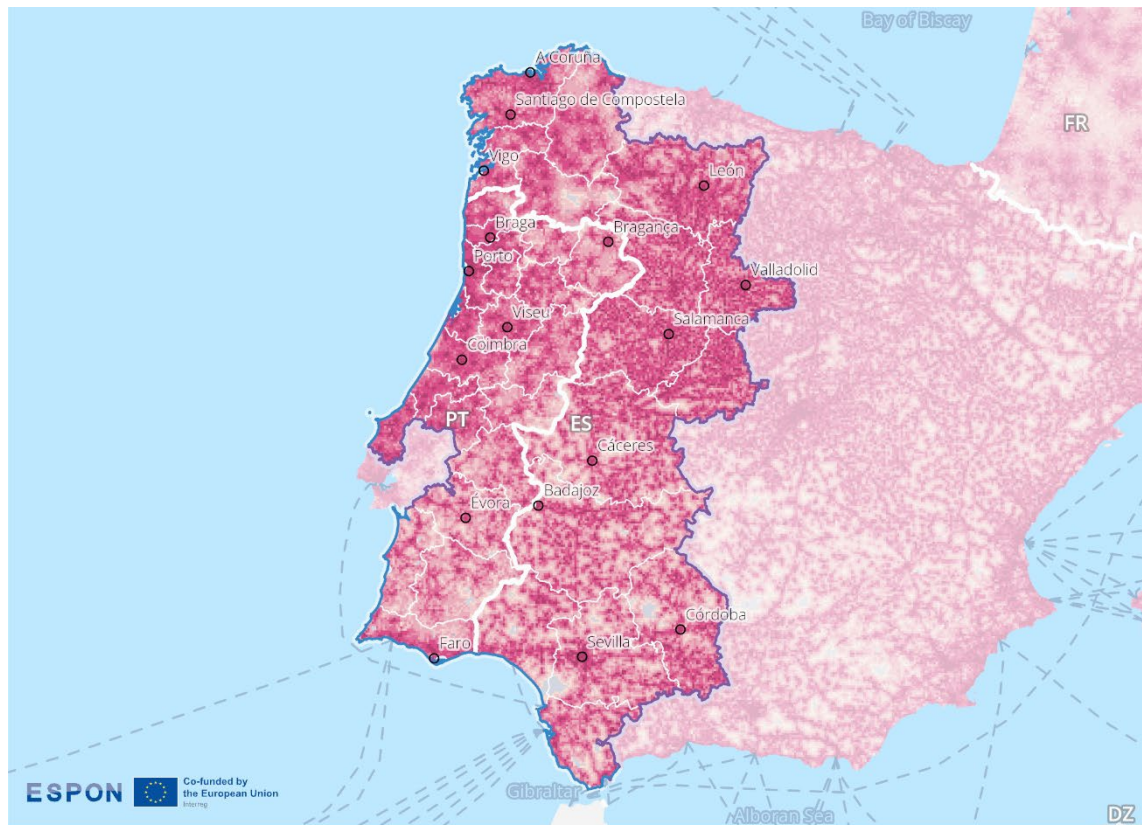 Bay of Biscay
A Coruña
Santiago de Compostela
FR
Vigo
León
Braga
Bragança
Porto
Valladolid
Viseu
Salamanca
Coimbra
PT
ES
Cáceres
Badajoz
Évora
Córdoba
Faro
Sevilla
Gibraltar
Alboran Sea
DZ
ESPON
Co-funded by
the European Union
Interreg